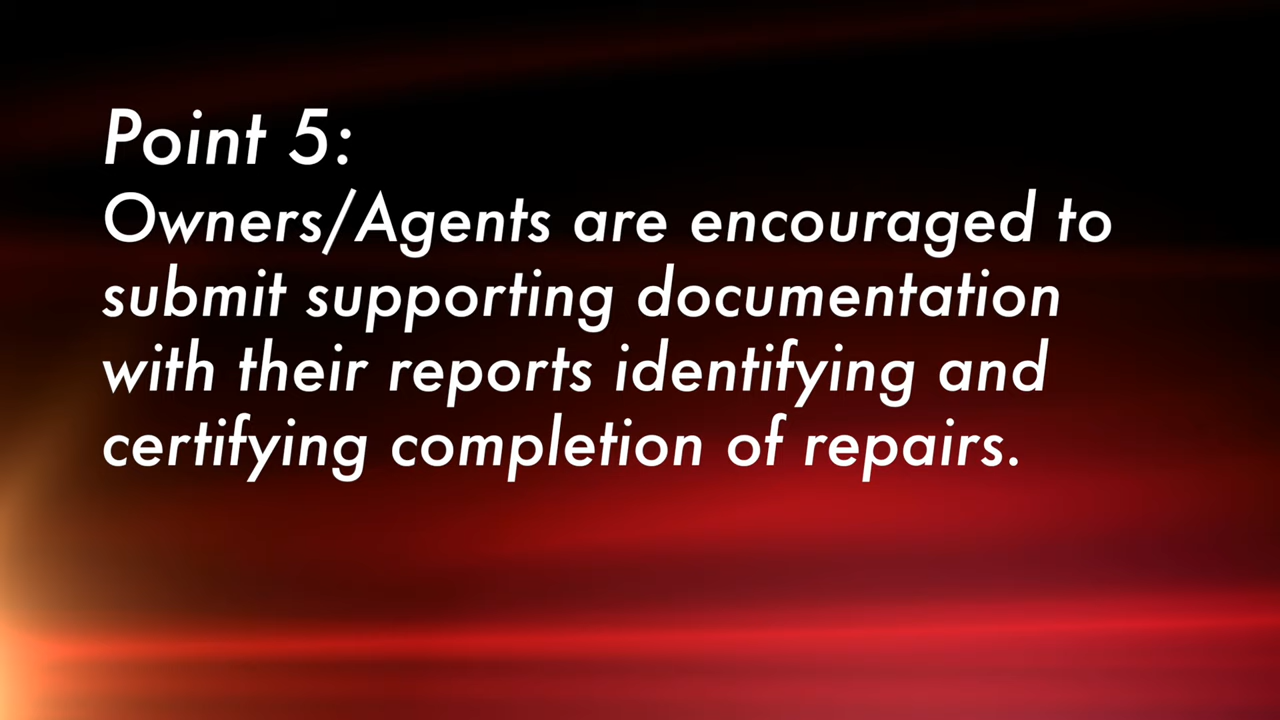 Point 5:
Owners/Agents are encouraged to
submit supporting documentation
with their reports identifying and
certifying completion of repairs.